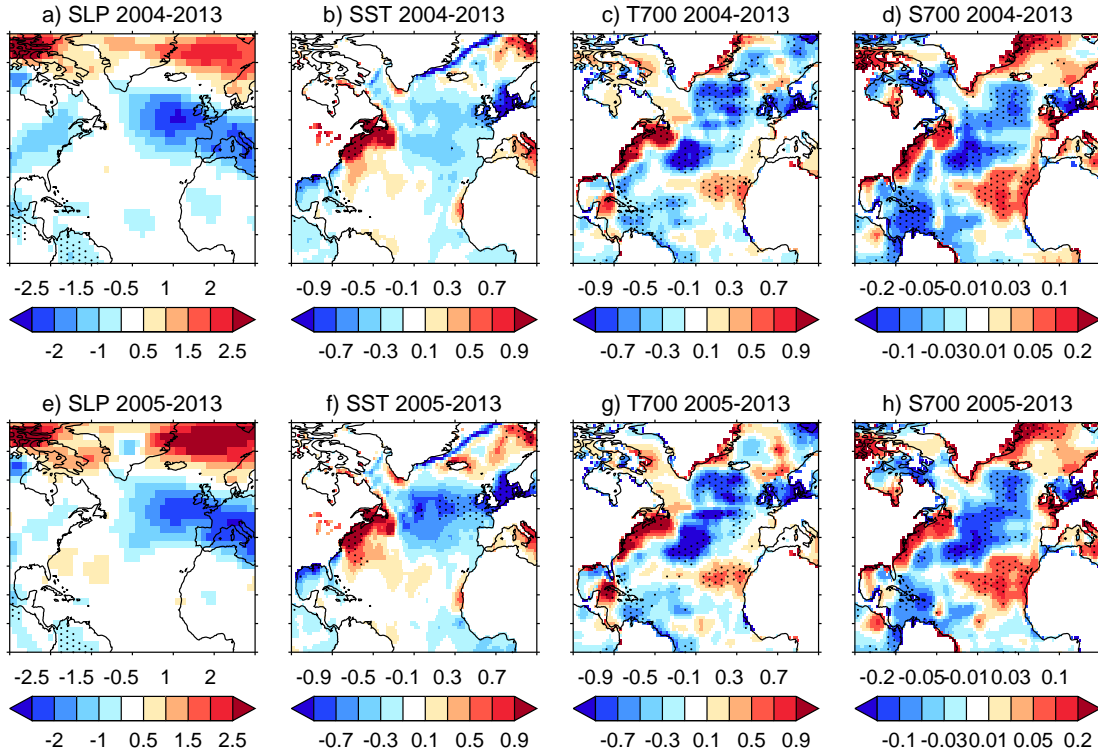 a) SLP 2004-2013
b) SST 2004-2013
c) T700 2004-2013
d) S700 2004-2013
-2.5 -1.5 -0.5 1 2
-2 -1 0.5 1.5 2.5
-0.9 -0.5 -0.1 0.3 0.7
-0.7 -0.3 0.1 0.5 0.9
-0.9 -0.5 -0.1 0.3 0.7
-0.7 -0.3 0.1 0.5 0.9
-0.2 -0.05 -0.01 0.03 0.1
-0.1 -0.03 0.01 0.05 0.2
e) SLP 2005-2013
f) SST 2005-2013
g) T700 2005-2013
h) S700 2005-2013
-2.5 -1.5 -0.5 1 2
-2 -1 0.5 1.5 2.5
-0.9 -0.5 -0.1 0.3 0.7
-0.7 -0.3 0.1 0.5 0.9
-0.9 -0.5 -0.1 0.3 0.7
-0.7 -0.3 0.1 0.5 0.9
-0.2 -0.05 -0.01 0.03 0.1
-0.1 -0.03 0.01 0.05 0.2